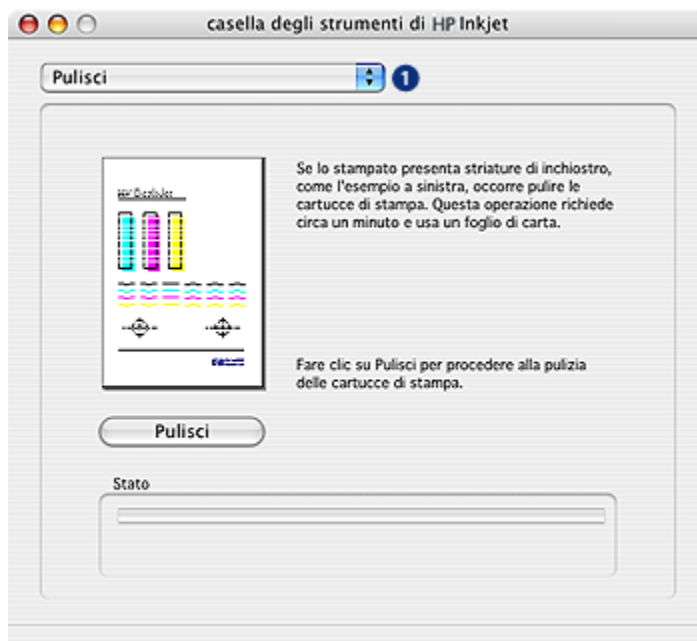 casella degli strumenti di HP Inkjet
Pulisci
1
Se lo stampato presenta striature di inchiostro,
come l'esempio a sinistra, occorre pulire le
cartucce di stampa. Questa operazione richiede
circa un minuto e usa un foglio di carta.
Fare clic su Pulisci per procedere alla pulizia
delle cartucce di stampa.
Pulisci
Stato